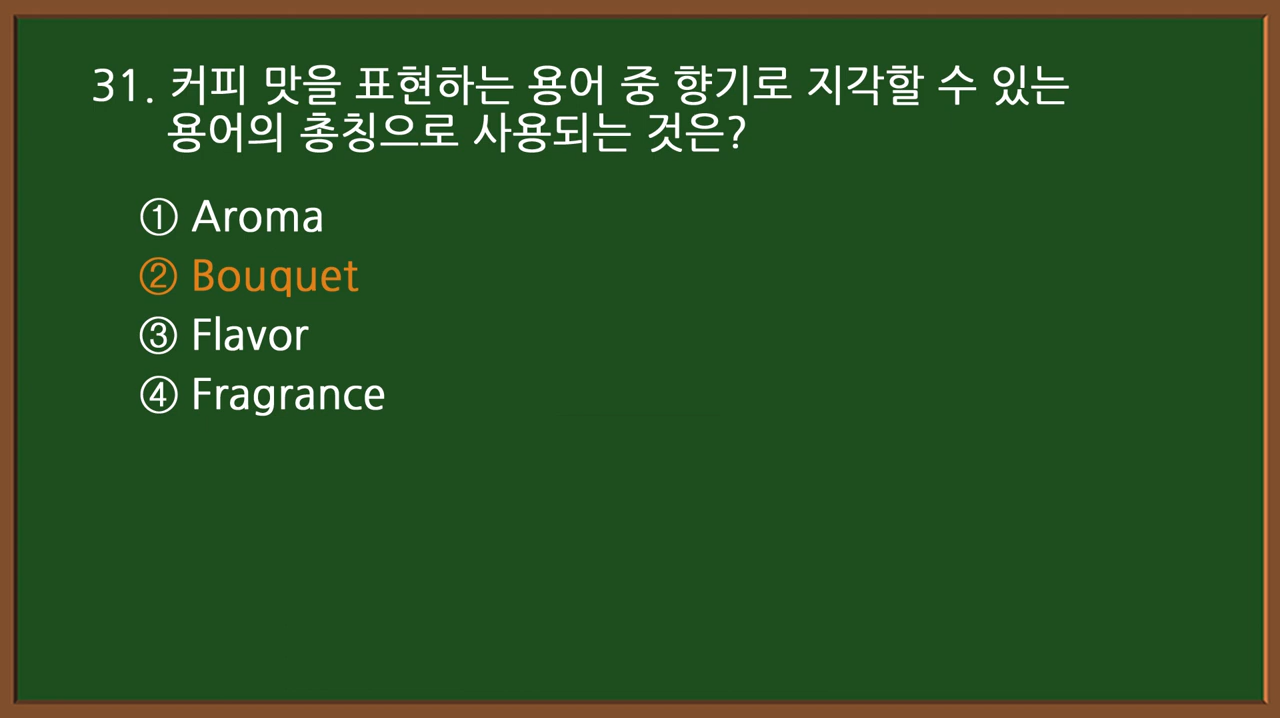 31. 커피 맛을 표현하는 용어 중 향기로 지각할 수 있는
용어의 총칭으로 사용되는 것은?
① Aroma
② Bouquet
③ Flavor
④ Fragrance